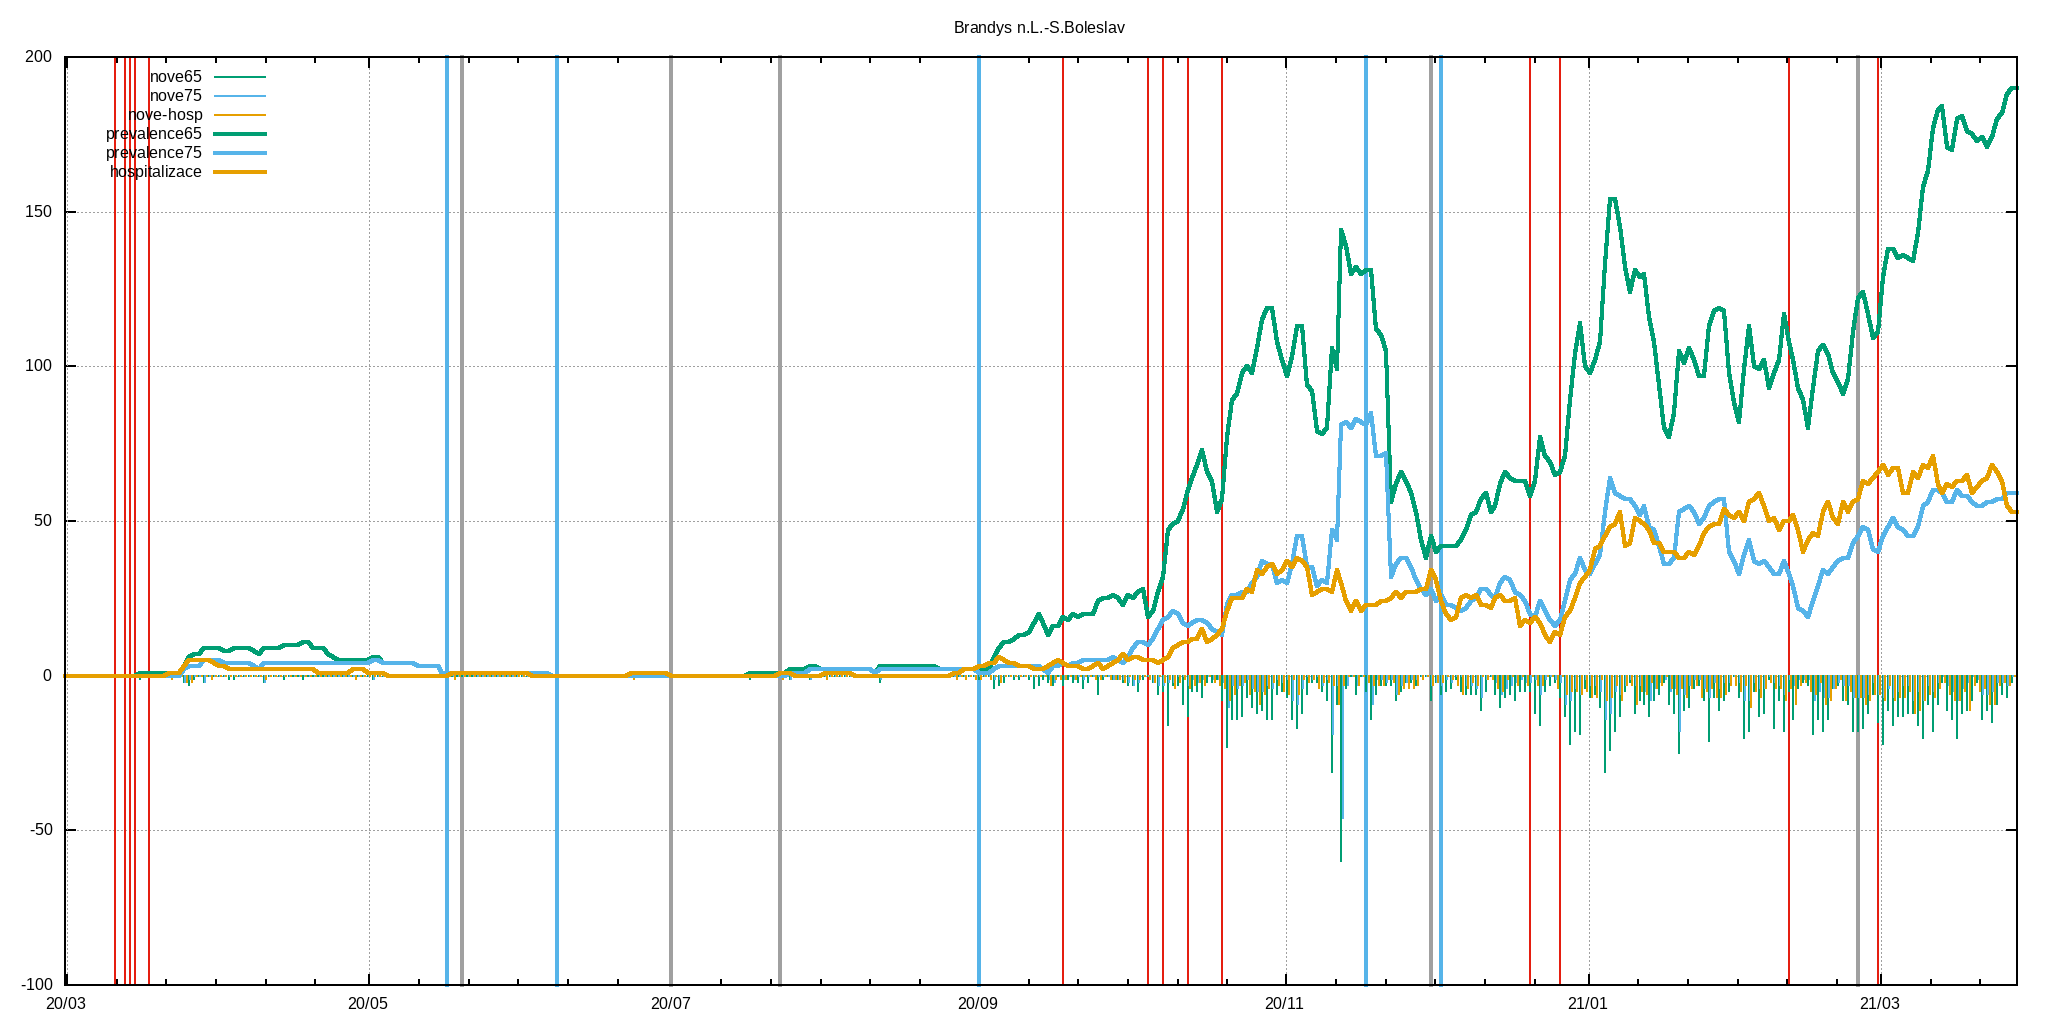 Brandys n.L.-S.Boleslav
200
nove65
nove75
nove-hosp
prevalence65
prevalence75
hospitalizace
150
100
50
0
-50
-100
20/03 20/05 20/07 20/09 20/11 21/01 21/03